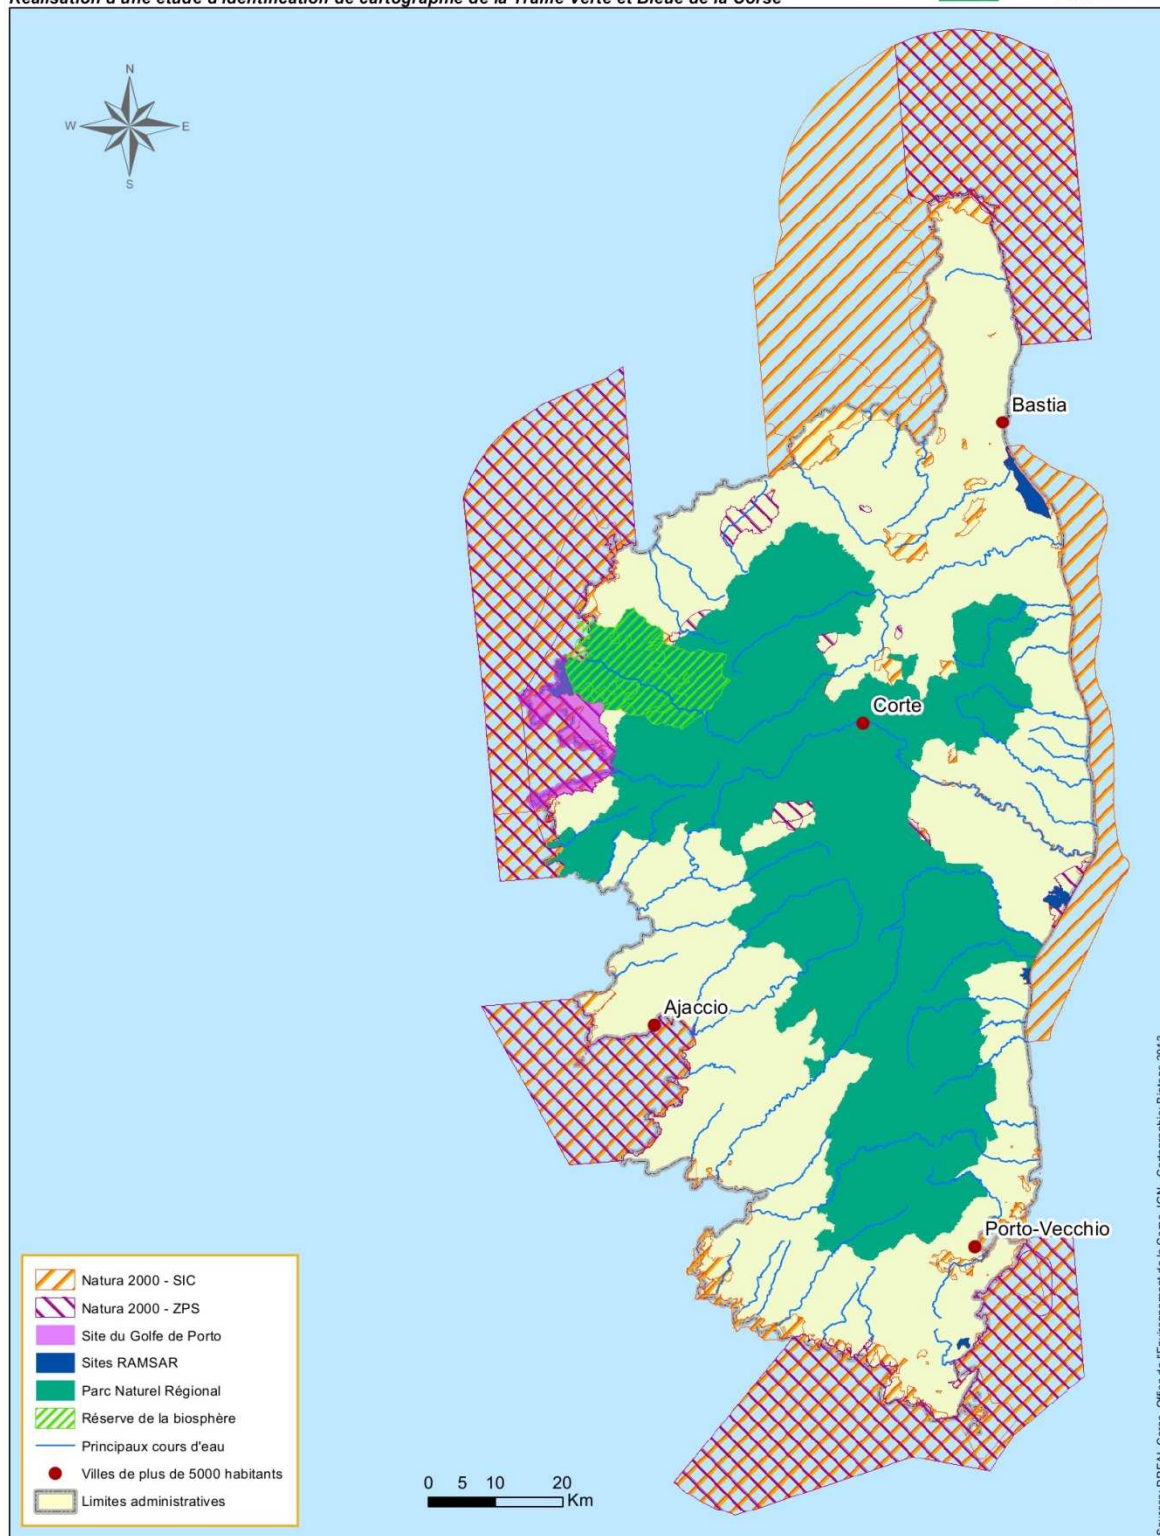 Réalisation d'une étude d'identification de cartographie de la Trame Verte et Bleue de la Corse
N
W
E
S
Bastia
Corte
Ajaccio
Porto-Vecchio
Natura 2000 - SIC
Natura 2000 - ZPS
Site du Golfe de Porto
Sites RAMSAR
Parc Naturel Régional
Réserve de la biosphère
Principaux cours d'eau
Villes de plus de 5000 habitants
Limites administratives
0 5 10 20
Km